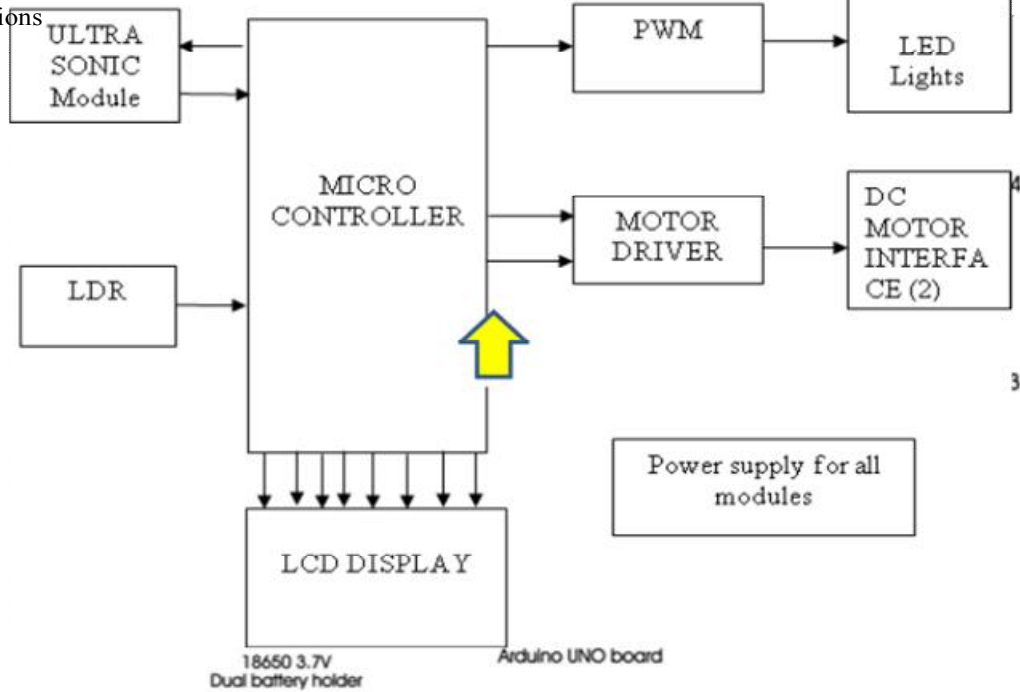 ions
ULTRA
SONIC
Module
PWM
LED
Lights
MICRO
CONTROLLER
MOTOR
DRIVER
DC
MOTOR
INTERFA
CE (2)
4
LDR
3
Power supply for all
modules
LCD DISPLAY
18650 3.7V
Dual battery holder
Arduino UNO board